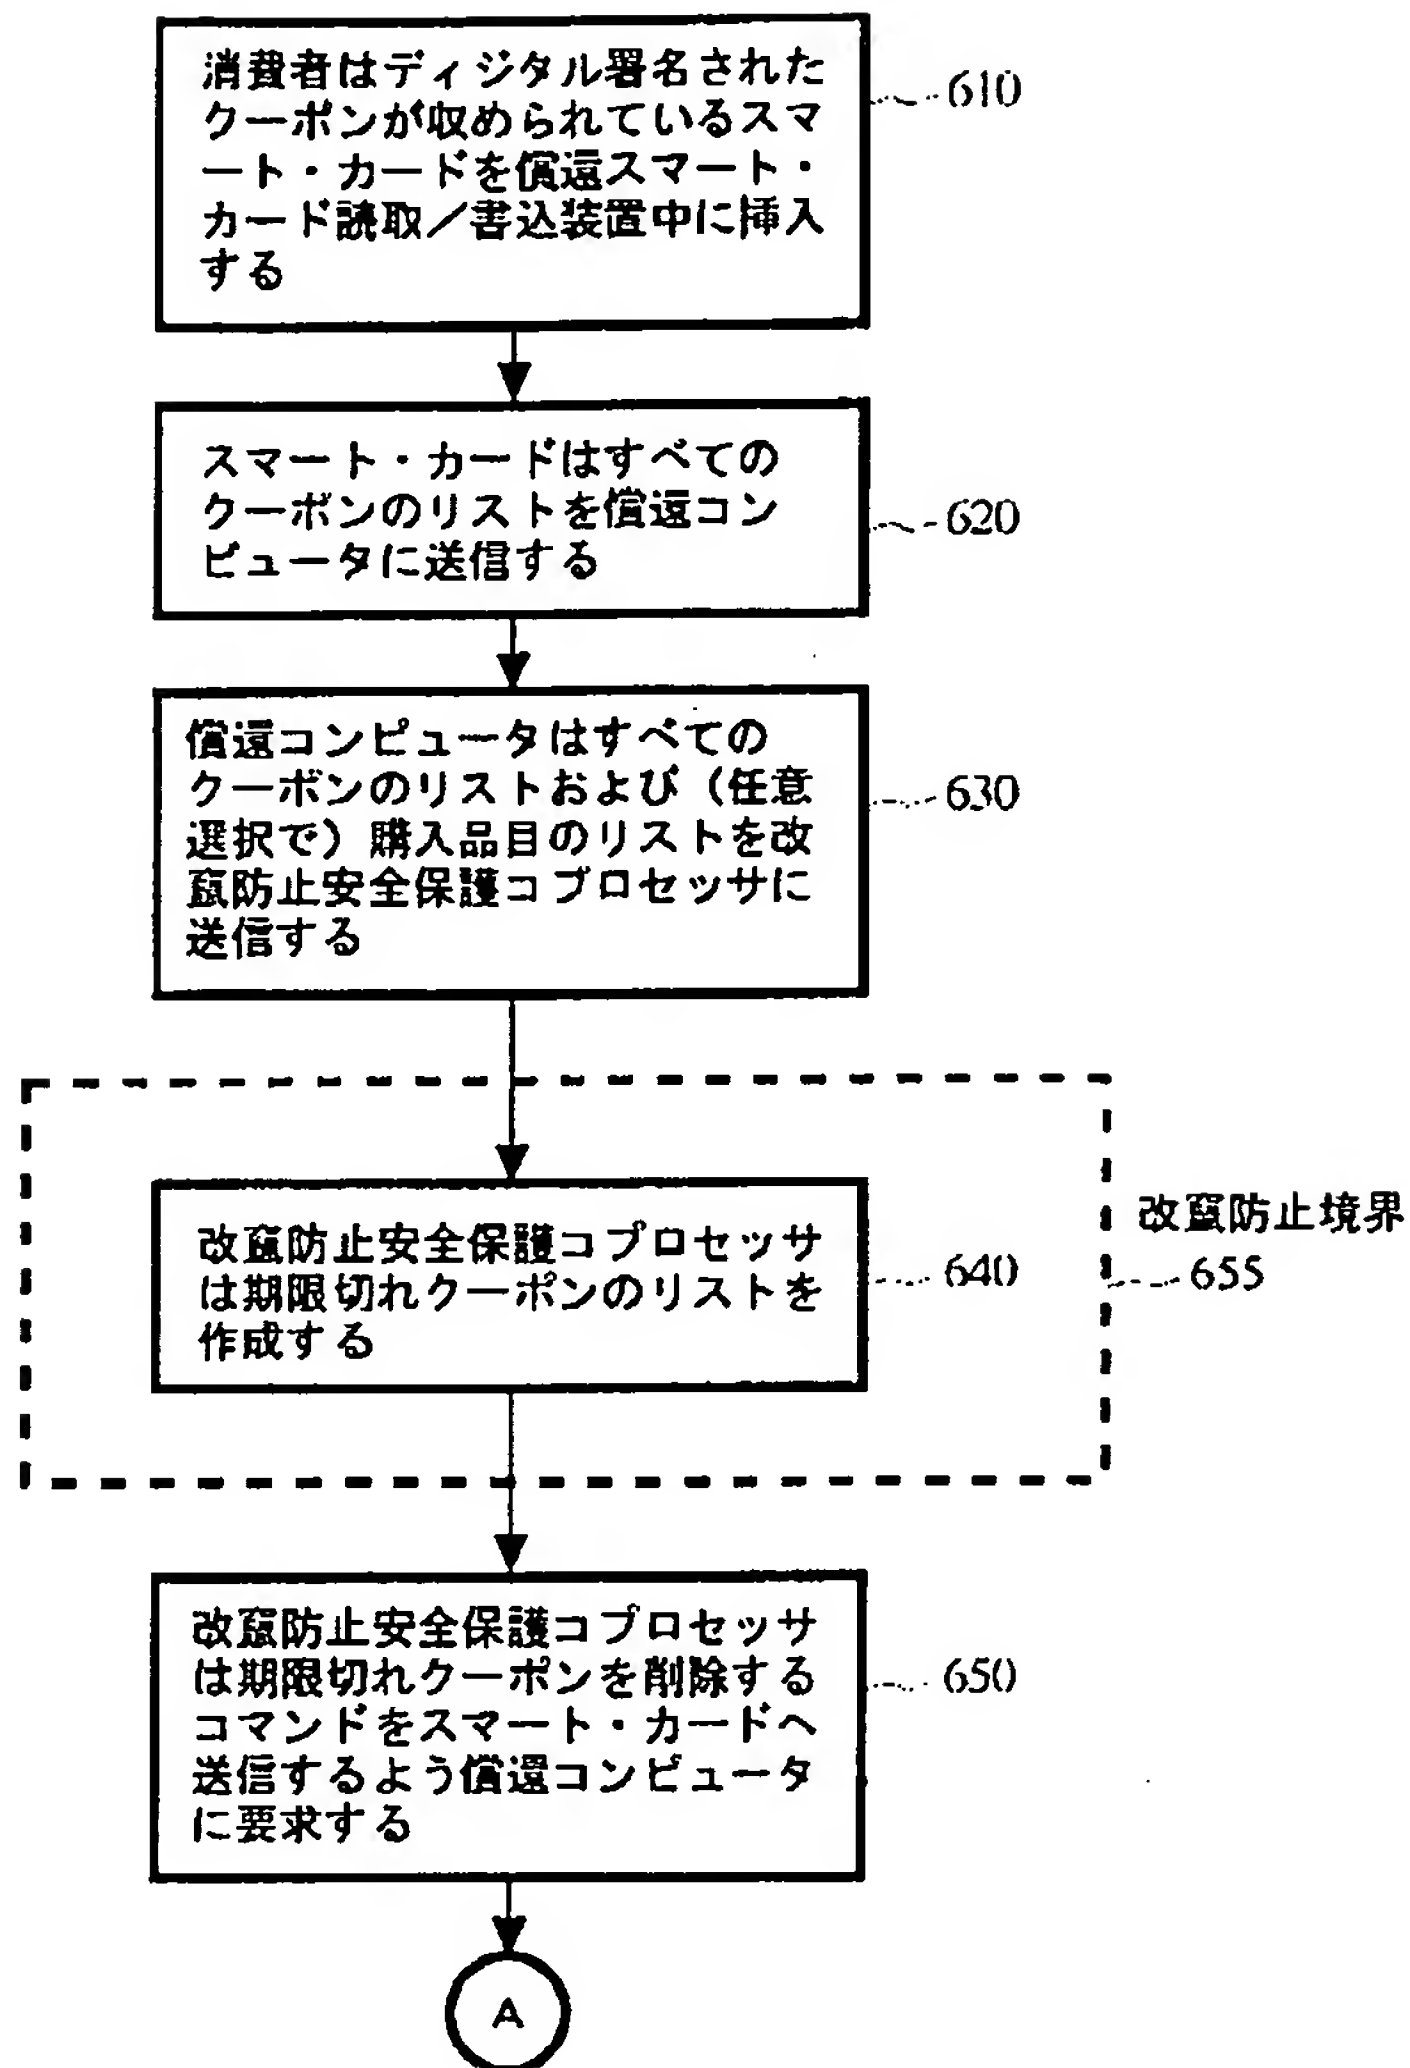 消費者はディジタル署名された
クーポンが収められているスマ
ート・カードを償還スマート・
カード読取／書込装置中に挿入
する
610
スマート・カードはすべての
クーポンのリストを償還コン
ピュータに送信する
620
償還コンピュータはすべての
クーポンのリストおよび（任意
選択で）購入品目のリストを改
竄防止安全保護コプロセッサに
送信する
630
改竄防止安全保護コプロセッサ
は期限切れクーポンのリストを
作成する
640
改竄防止境界
655
改竄防止安全保護コプロセッサ
は期限切れクーポンを削除する
コマンドをスマート・カードへ
送信するよう償還コンピュータ
に要求する
650
A